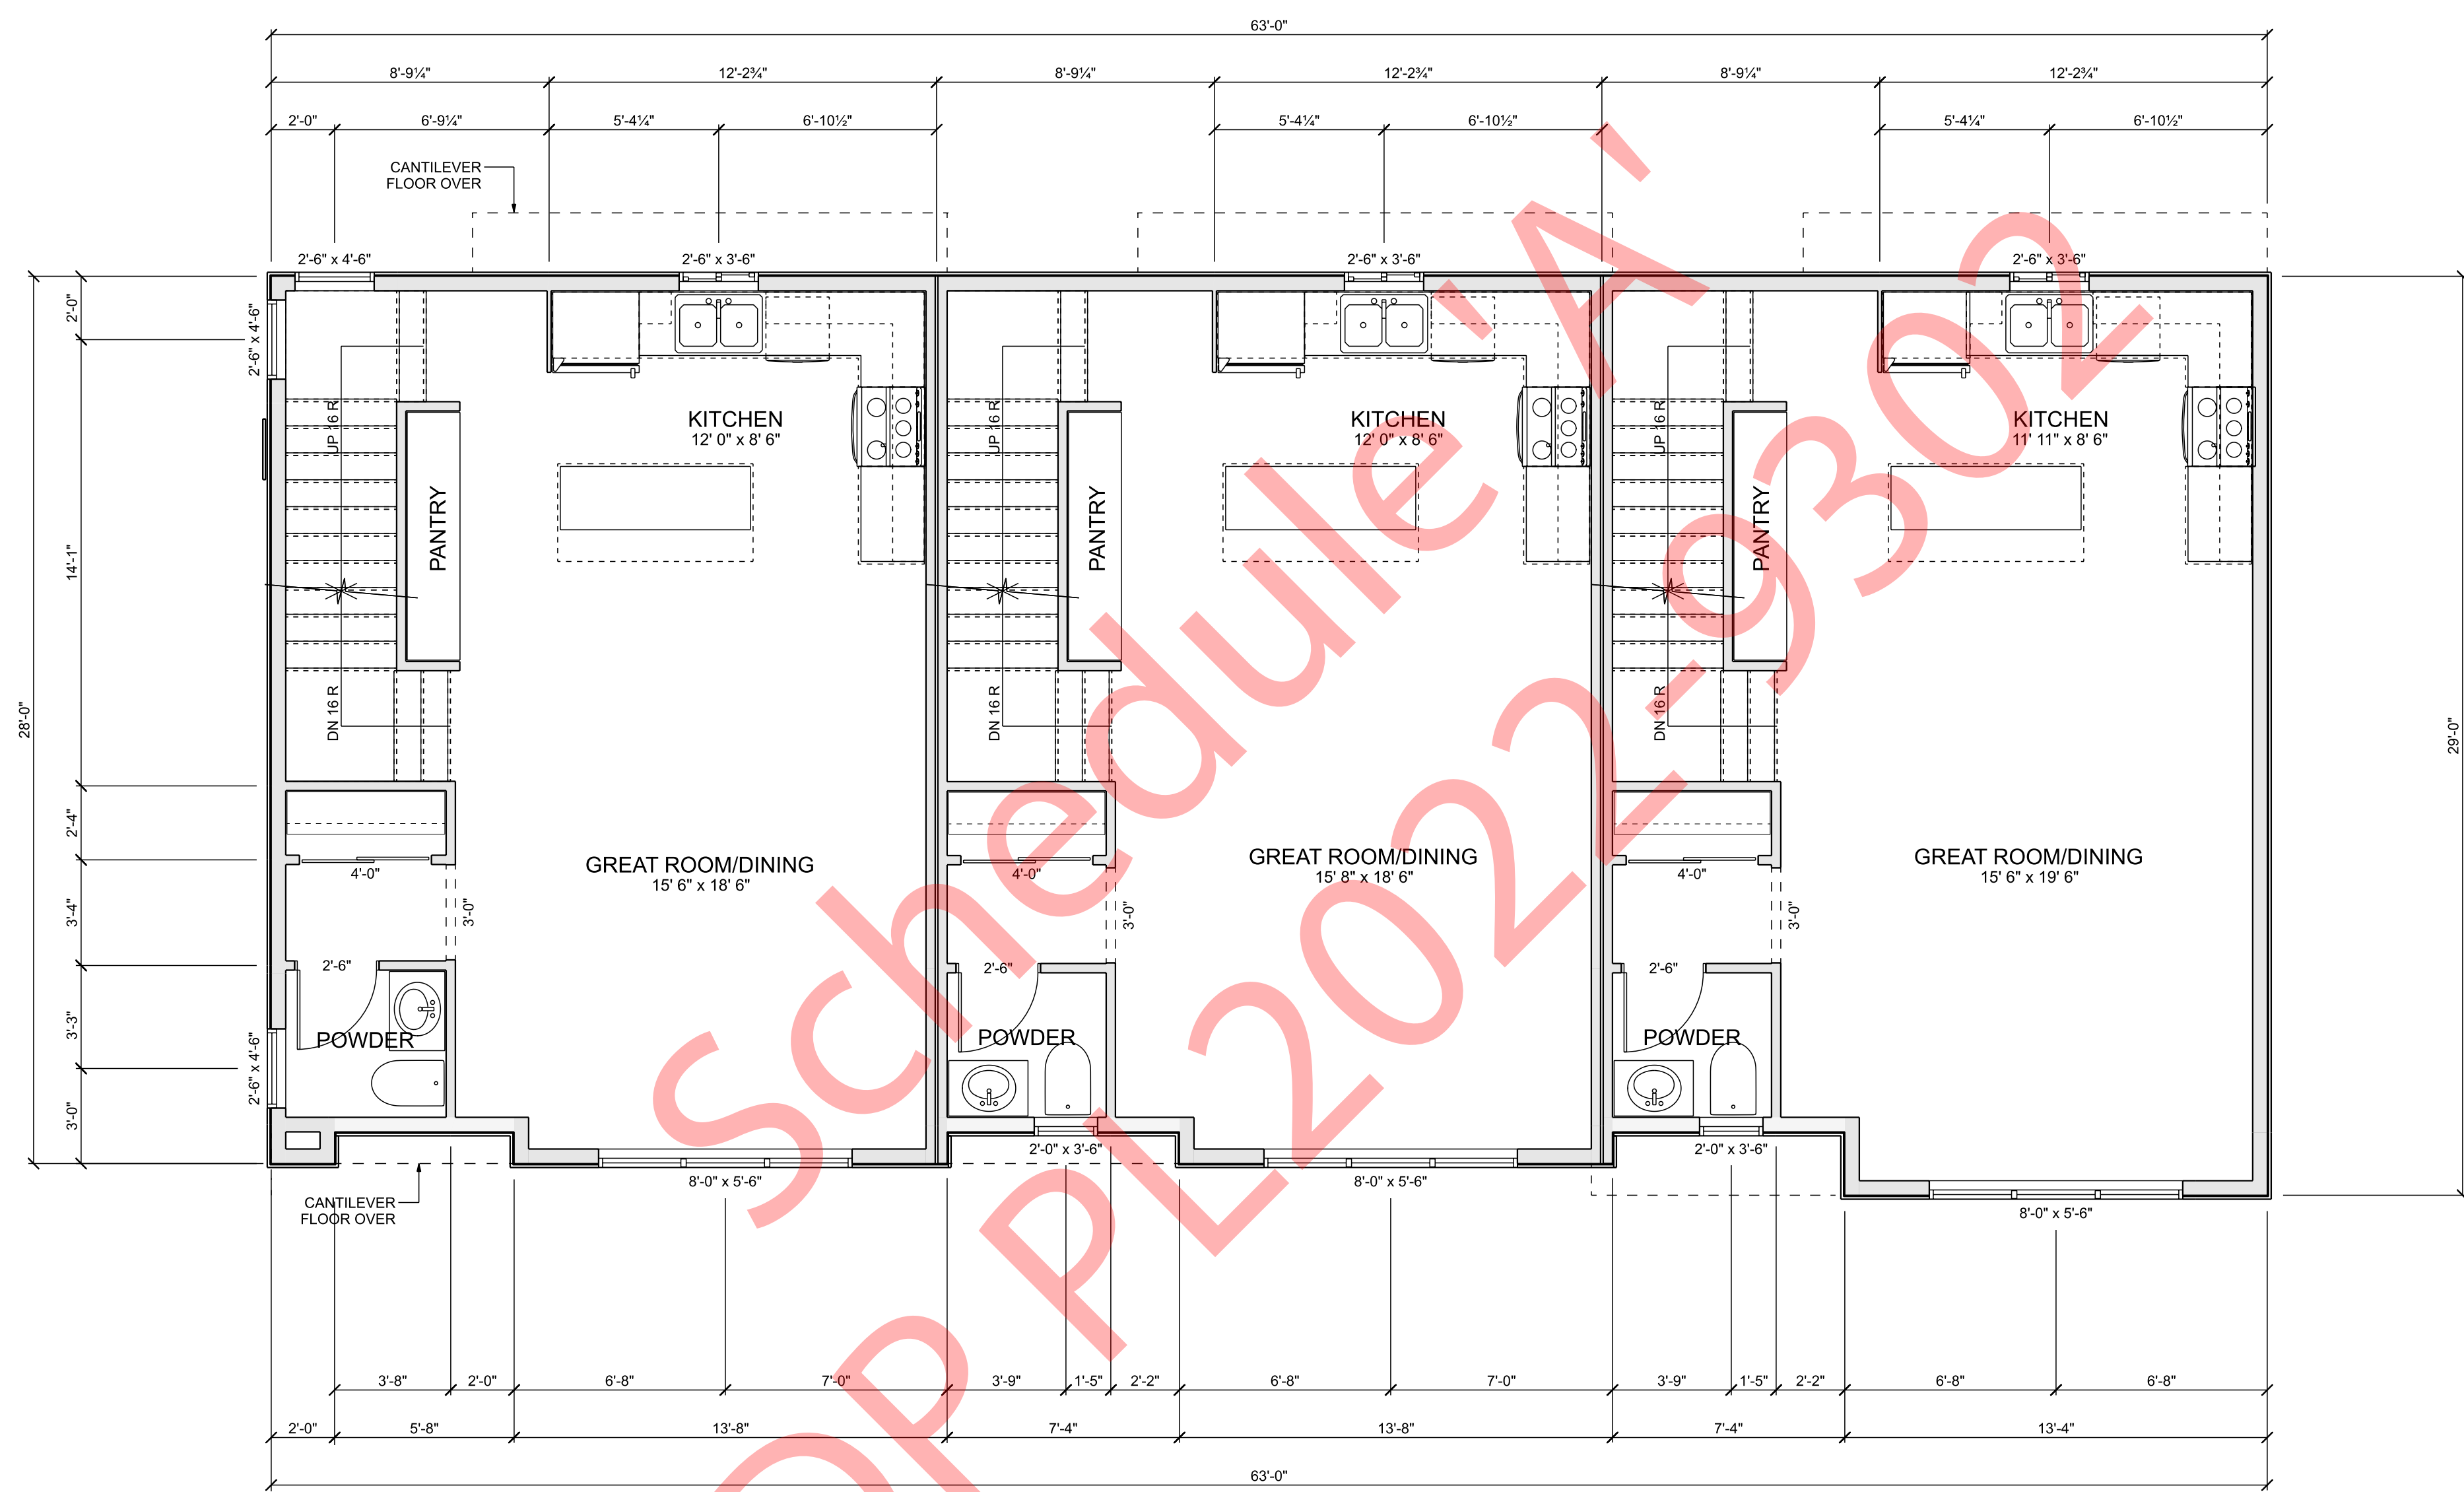 63'-0"
8'-9¼" 12'-2¾" 8'-9¼" 12'-2¾" 8'-9¼" 12'-2¾"
2'-0" 6'-9¼" 5'-4¼" 6'-10½" 5'-4¼" 6'-10½" 5'-4¼" 6'-10½"
CANTILEVER
FLOOR OVER
2'-6" x 4'-6" 2'-6" x 3'-6" 2'-6" x 3'-6" 2'-6" x 3'-6"
2'-0"
2'-6" x 4'-6"
14'-1"
28'-0"
2'-4"
3'-4"
3'-3"
3'-0"
2'-6" x 4'-6"
29'-0"
UP 16 R
DN 16 R
PANTRY
KITCHEN
12' 0" x 8' 6"
GREAT ROOM/DINING
15' 6" x 18' 6"
4'-0"
3'-0"
2'-6"
POWDER
UP 16 R
DN 16 R
PANTRY
KITCHEN
12' 0" x 8' 6"
GREAT ROOM/DINING
15' 8" x 18' 6"
4'-0"
3'-0"
2'-6"
POWDER
UP 16 R
DN 16 R
PANTRY
KITCHEN
11' 11" x 8' 6"
GREAT ROOM/DINING
15' 6" x 19' 6"
4'-0"
3'-0"
2'-6"
POWDER
2'-0" x 3'-6" 2'-0" x 3'-6"
8'-0" x 5'-6" 8'-0" x 5'-6" 8'-0" x 5'-6"
CANTILEVER
FLOOR OVER
3'-8" 2'-0" 6'-8" 7'-0" 3'-9" 1'-5" 2'-2" 6'-8" 7'-0" 3'-9" 1'-5" 2'-2" 6'-8" 6'-8"
2'-0" 5'-8" 13'-8" 7'-4" 13'-8" 7'-4" 13'-4"
63'-0"
Schedule 'A'
PL2022-9302